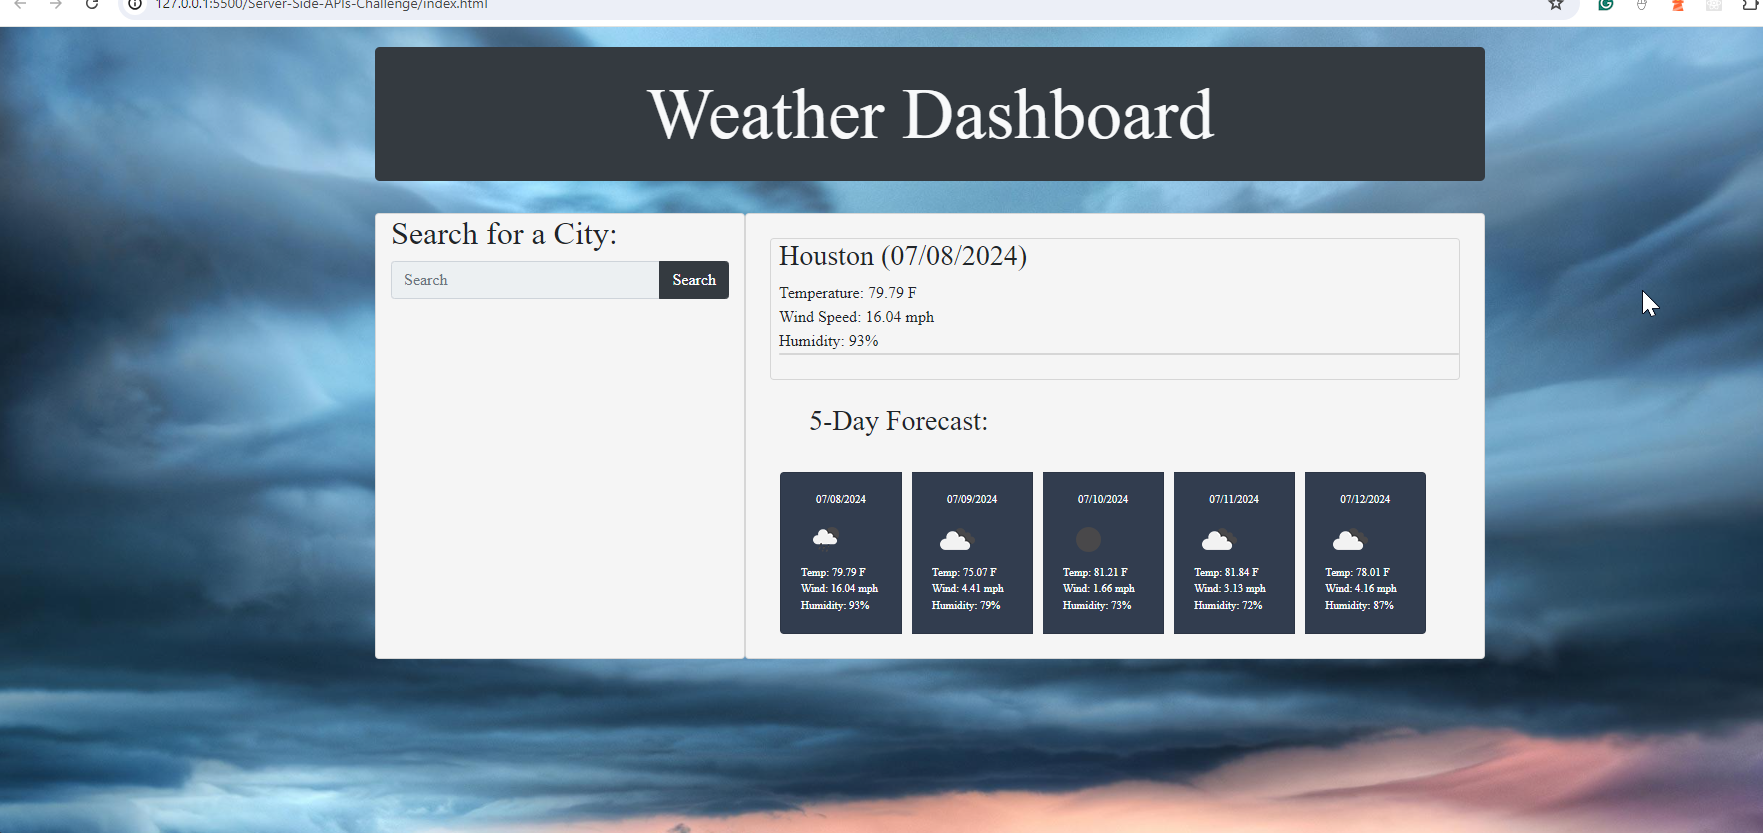 127.0.0.1:5500/Server-Side-APIs-Challenge/index.html
Weather Dashboard
Search for a City:
Search Search
Houston (07/08/2024)
Temperature: 79.79 F
Wind Speed: 16.04 mph
Humidity: 93%
5-Day Forecast:
07/08/2024
Temp: 79.79 F
Wind: 16.04 mph
Humidity: 93%
07/09/2024
Temp: 75.07 F
Wind: 4.41 mph
Humidity: 79%
07/10/2024
Temp: 81.21 F
Wind: 1.66 mph
Humidity: 73%
07/11/2024
Temp: 81.84 F
Wind: 3.13 mph
Humidity: 72%
07/12/2024
Temp: 78.01 F
Wind: 4.16 mph
Humidity: 87%